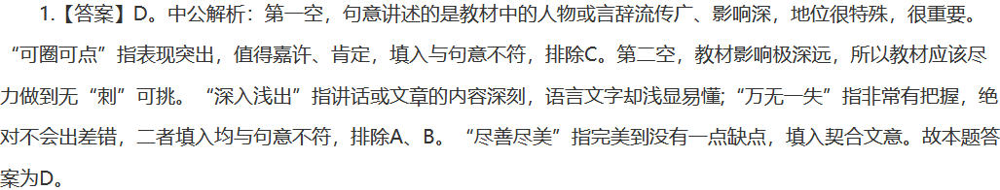 1.【答案】D。中公解析：第一空，句意讲述的是教材中的人物或言辞流传广、影响深，地位很特殊，很重要。
“可圈可点”指表现突出，值得嘉许、肯定，填入与句意不符，排除C。第二空，教材影响极深远，所以教材应该尽
力做到无“刺”可挑。“深入浅出”指讲话或文章的内容深刻，语言文字却浅显易懂;“万无一失”指非常有把握，绝
对不会出差错，二者填入均与句意不符，排除A、B。“尽善尽美”指完美到没有一点缺点，填入契合文意。故本题答
案为D。